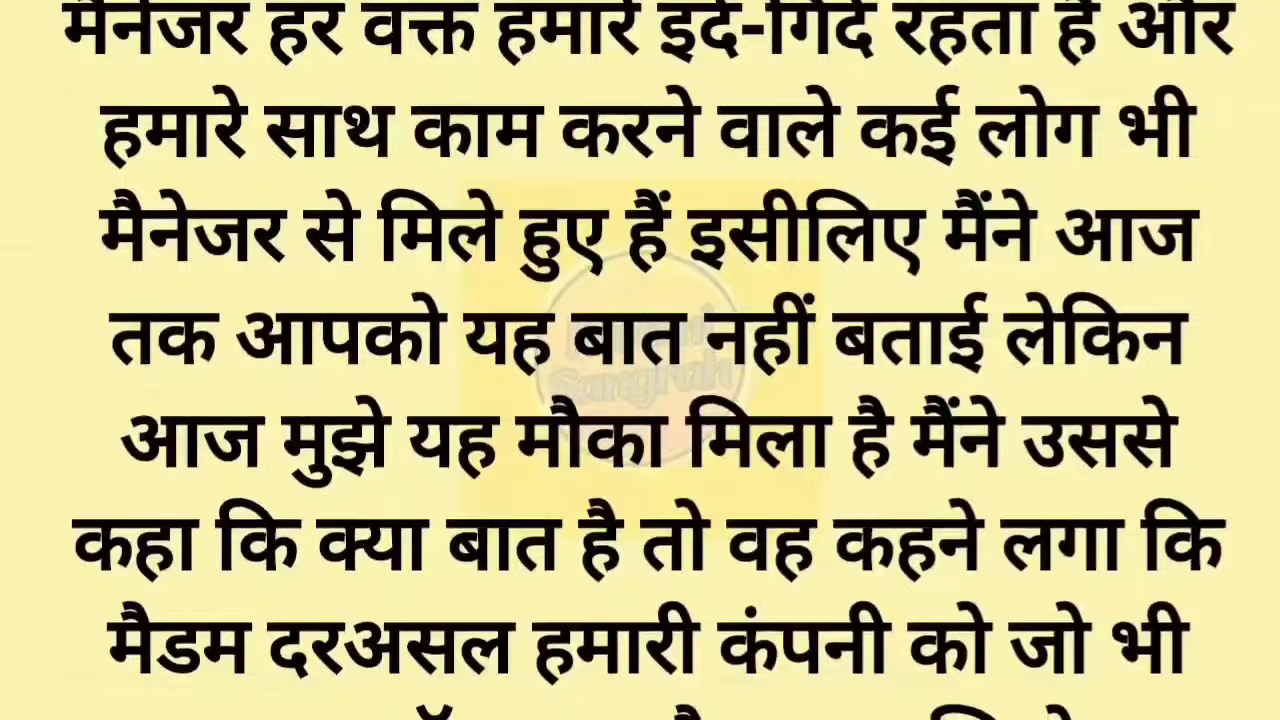 मैनेजर हर वक्त हमारे इर्द-गिर्द रहता है और
हमारे साथ काम करने वाले कई लोग भी
मैनेजर से मिले हुए हैं इसीलिए मैंने आज
तक आपको यह बात नहीं बताई लेकिन
आज मुझे यह मौका मिला है मैंने उससे
कहा कि क्या बात है तो वह कहने लगा कि
मैडम दरअसल हमारी कंपनी को जो भी
Sangrah